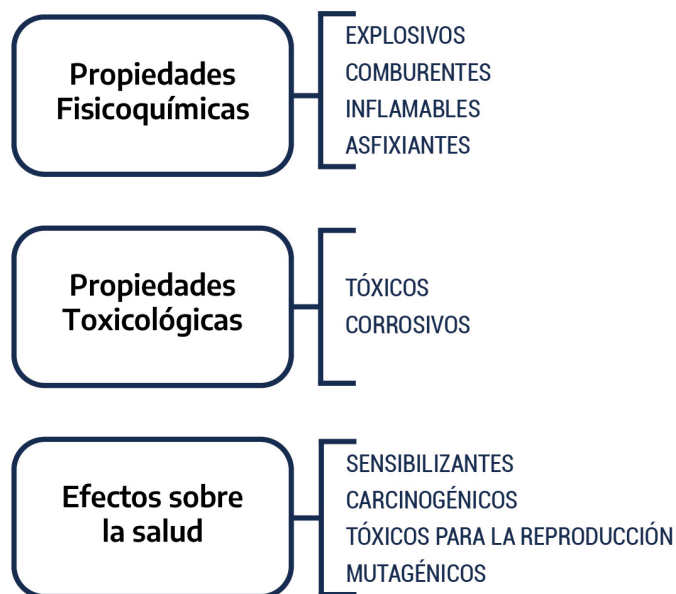 Propiedades
Fisicoquímicas
EXPLOSIVOS
COMBURENTES
INFLAMABLES
ASFIXIANTES
Propiedades
Toxicológicas
TÓXICOS
CORROSIVOS
Efectos sobre
la salud
SENSIBILIZANTES
CARCINOGÉNICOS
TÓXICOS PARA LA REPRODUCCIÓN
MUTAGÉNICOS